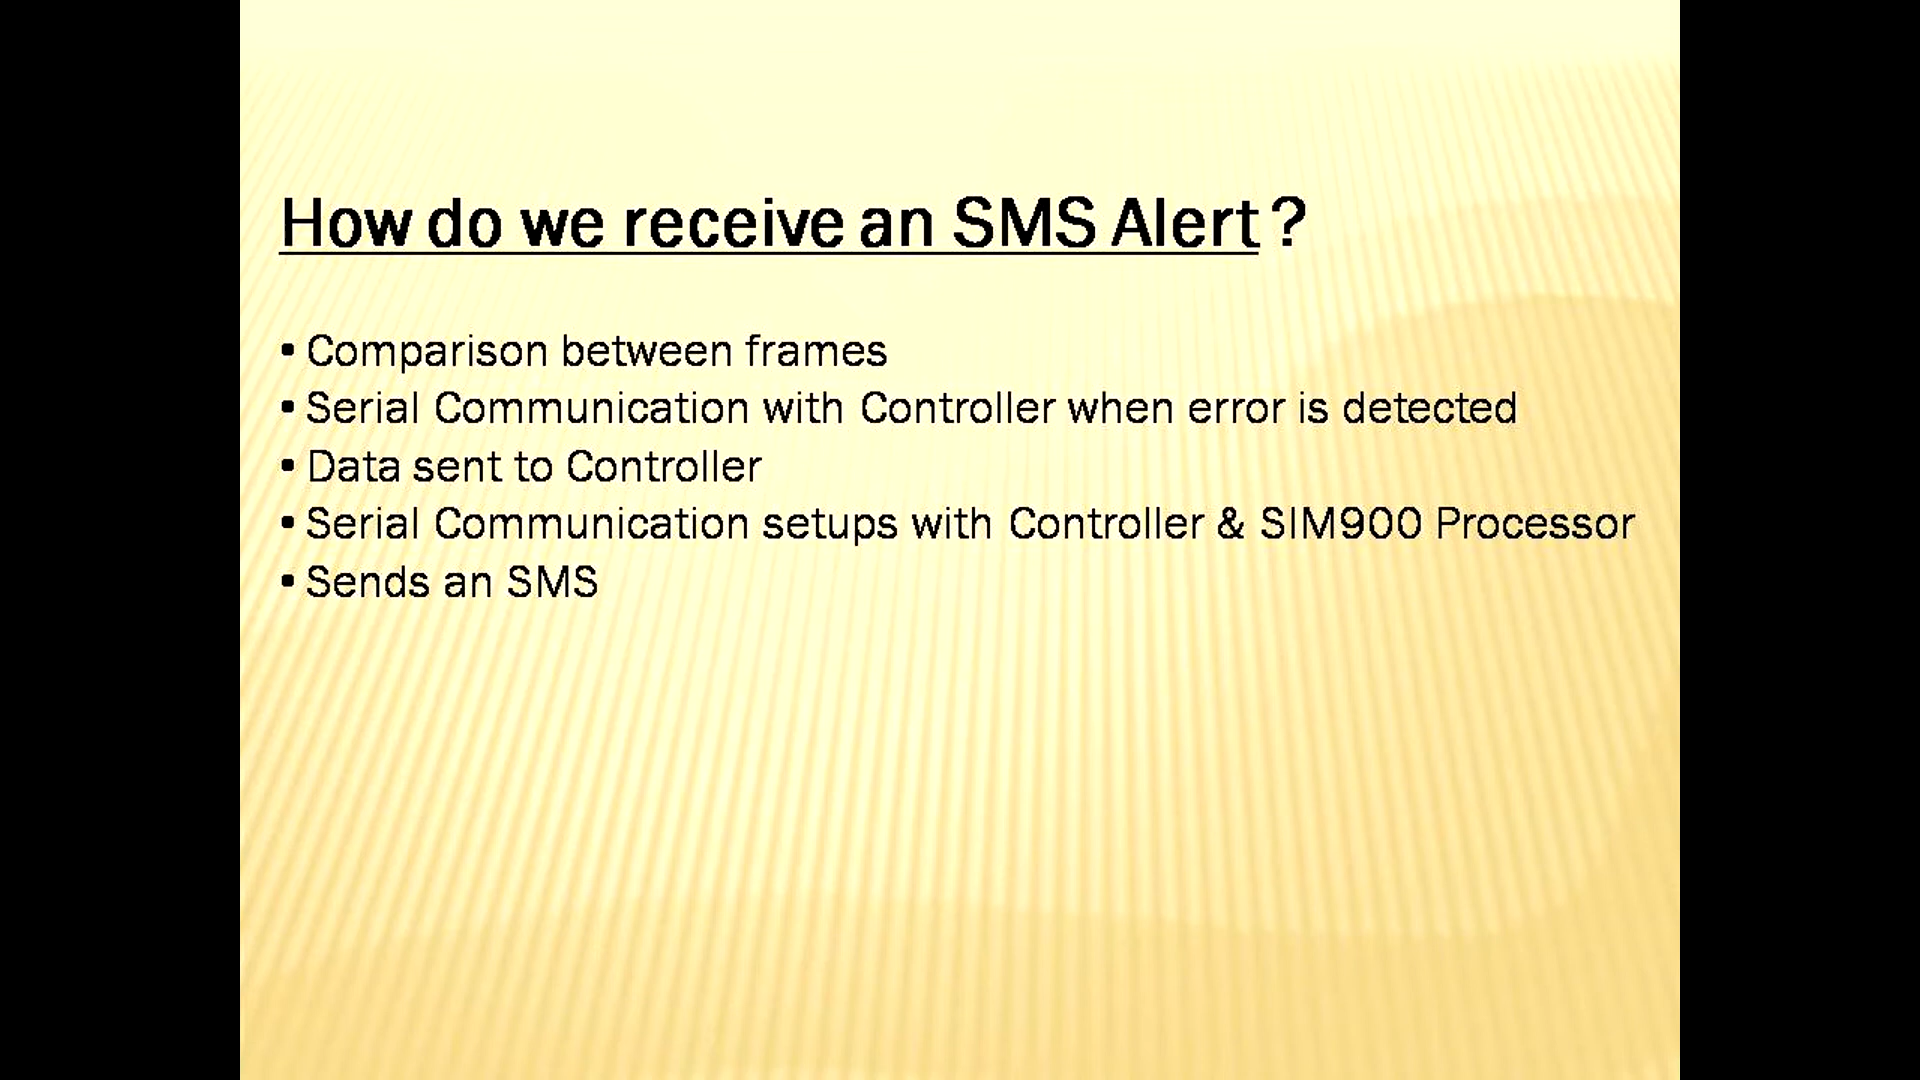 How do we receive an SMS Alert ?
• Comparison between frames
• Serial Communication with Controller when error is detected
• Data sent to Controller
• Serial Communication setups with Controller & SIM900 Processor
• Sends an SMS